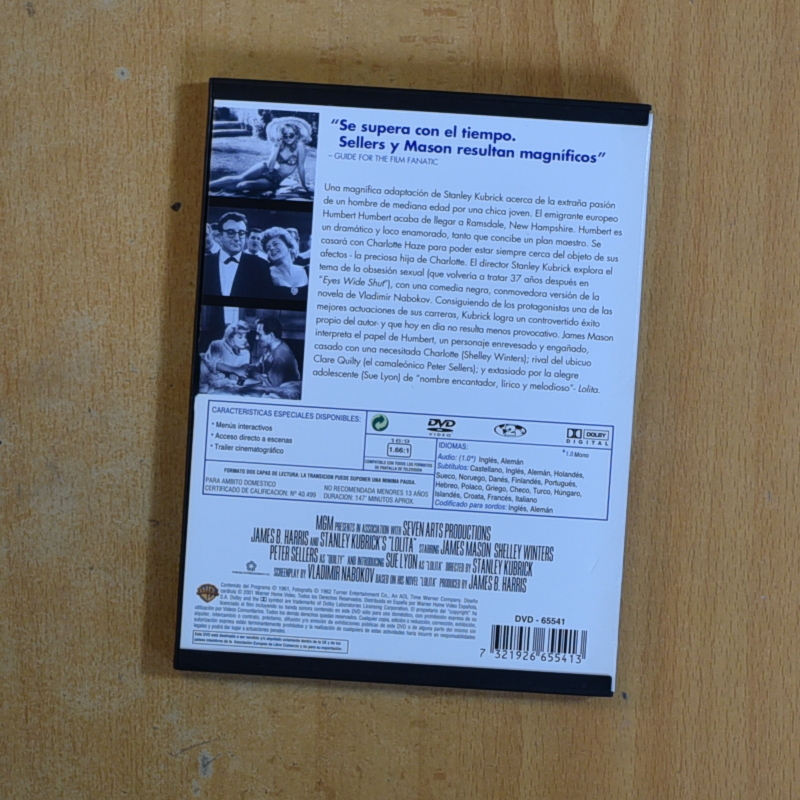 "Se supera con el tiempo.
Sellers y Mason resultan magníficos"
– GUIDE FOR THE FILM FANATIC
Una magnífica adaptación de Stanley Kubrick acerca de la extraña pasión
de un hombre de mediana edad por una chica joven. El emigrante europeo
Humbert Humbert acaba de llegar a Ramsdale, New Hampshire. Humbert es
un dramático y loco enamorado, tanto que concibe un plan maestro. Se
casará con Charlotte Haze para poder estar siempre cerca del objeto de sus
afectos - la preciosa hija de Charlotte. El director Stanley Kubrick explora el
tema de la obsesión sexual (que volvería a tratar 37 años después en
"Eyes Wide Shut"), con una comedia negra, conmovedora versión de la
novela de Vladimir Nabokov. Consiguiendo de los protagonistas una de las
mejores actuaciones de sus carreras, Kubrick logra un controvertido éxito
propio del autor- y que hoy en día no resulta menos provocativo. James Mason
interpreta el papel de Humbert, un personaje enrevesado y engañado,
casado con una necesitada Charlotte (Shelley Winters); rival del ubicuo
Clare Quilty (el camaleónico Peter Sellers); y extasiado por la alegre
adolescente (Sue Lyon) de "nombre encantador, lírico y melodioso"- Lolita.
CARACTERISTICAS ESPECIALES DISPONIBLES:
* Menús interactivos
* Acceso directo a escenas
* Trailer cinematográfico
16:9
1.66:1
COMPATIBLE CON TODOS LOS FORMATOS
DE PANTALLA DE TELEVISION
DVD
VIDEO
2
DOLBY
DIGITAL
IDIOMAS:
*1.0 Mono
Audio: (1.0*) Inglés, Alemán
Subtítulos: Castellano, Inglés, Alemán, Holandés,
Sueco, Noruego, Danés, Finlandés, Portugués,
Hebreo, Polaco, Griego, Checo, Turco, Hungaro,
Islandés, Croata, Francés, Italiano
Codificado para sordos: Inglés, Alemán
FORMATO DOS CAPAS DE LECTURA: LA TRANSICION PUEDE SUPONER UNA MINIMA PAUSA.
PARA AMBITO DOMESTICO
NO RECOMENDADA MENORES 13 AÑOS
CERTIFICADO DE CALIFICACION: Nº 40.499
DURACION: 147' MINUTOS APROX.
MGM PRESENTS IN ASSOCIATION WITH SEVEN ARTS PRODUCTIONS
JAMES B. HARRIS AND STANLEY KUBRICK'S "LOLITA" STARRING JAMES MASON SHELLEY WINTERS
PETER SELLERS AS "QUILTY" AND INTRODUCING SUE LYON AS "LOLITA" DIRECTED BY STANLEY KUBRICK
SCREENPLAY BY VLADIMIR NABOKOV BASED ON HIS NOVEL "LOLITA" PRODUCED BY JAMES B. HARRIS
DVD - 65541
7 321926 655413